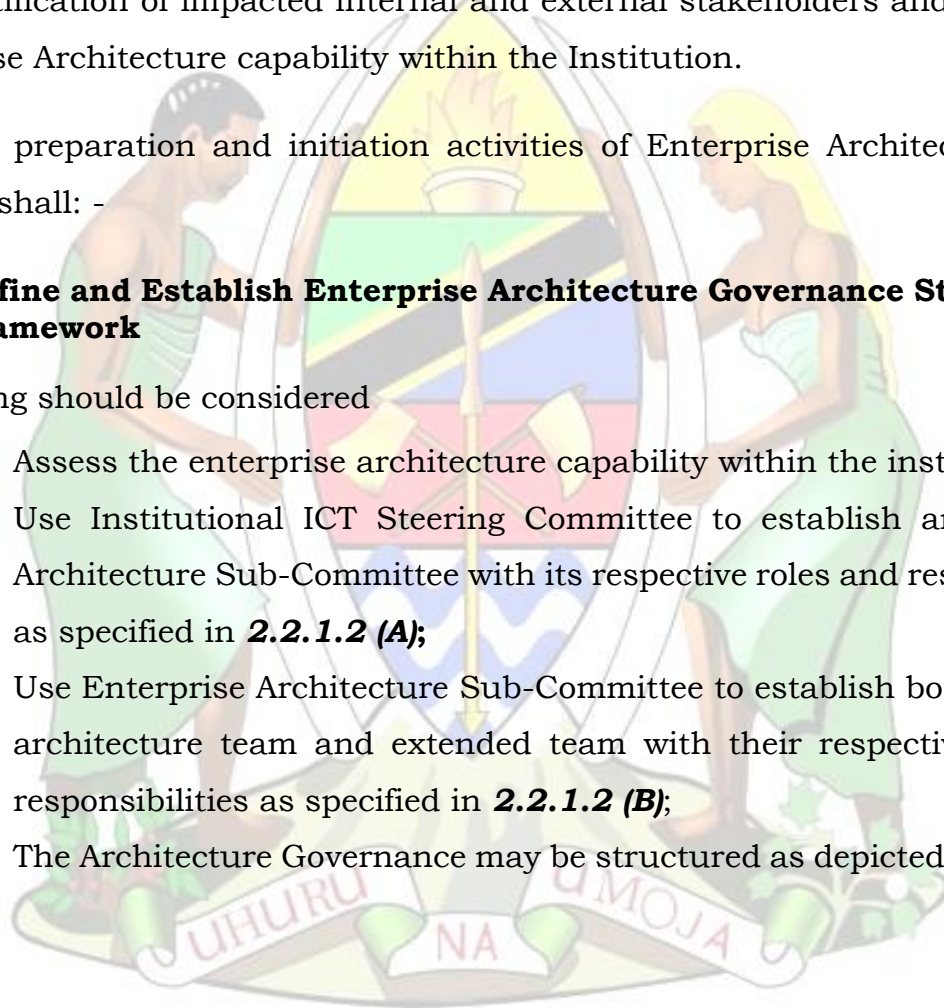 tification of impacted internal and external stakeholders and
se Architecture capability within the Institution.
preparation and initiation activities of Enterprise Architec
shall: -
fine and Establish Enterprise Architecture Governance St
amework
ng should be considered
Assess the enterprise architecture capability within the inst
Use Institutional ICT Steering Committee to establish a
Architecture Sub-Committee with its respective roles and res
as specified in 2.2.1.2 (A);
Use Enterprise Architecture Sub-Committee to establish bo
architecture team and extended team with their respectiv
responsibilities as specified in 2.2.1.2 (B);
The Architecture Governance may be structured as depicted
UHURU NA UMOJA